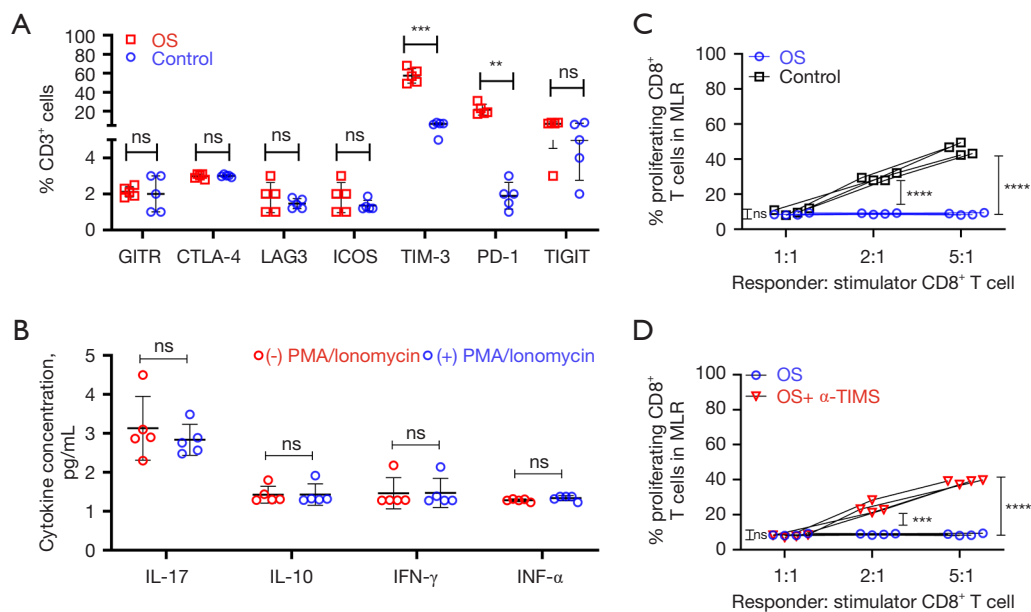 A
% CD3⁺ cells
100
80
60
40
20
4
2
0
OS
Control
ns
ns
ns
ns
***
**
ns
GITR CTLA-4 LAG3 ICOS TIM-3 PD-1 TIGIT
B
Cytokine concentration,
pg/mL
5
4
3
2
1
0
(-) PMA/Ionomycin (+) PMA/Ionomycin
ns
ns
ns
ns
IL-17 IL-10 IFN-γ INF-α
C
% proliferating CD8⁺
T cells in MLR
100
80
60
40
20
0
OS
Control
ns
****
****
1:1 2:1 5:1
Responder: stimulator CD8⁺ T cell
D
% proliferating CD8⁺
T cells in MLR
100
80
60
40
20
0
OS
OS+ α-TIMS
ns
***
****
1:1 2:1 5:1
Responder: stimulator CD8⁺ T cell